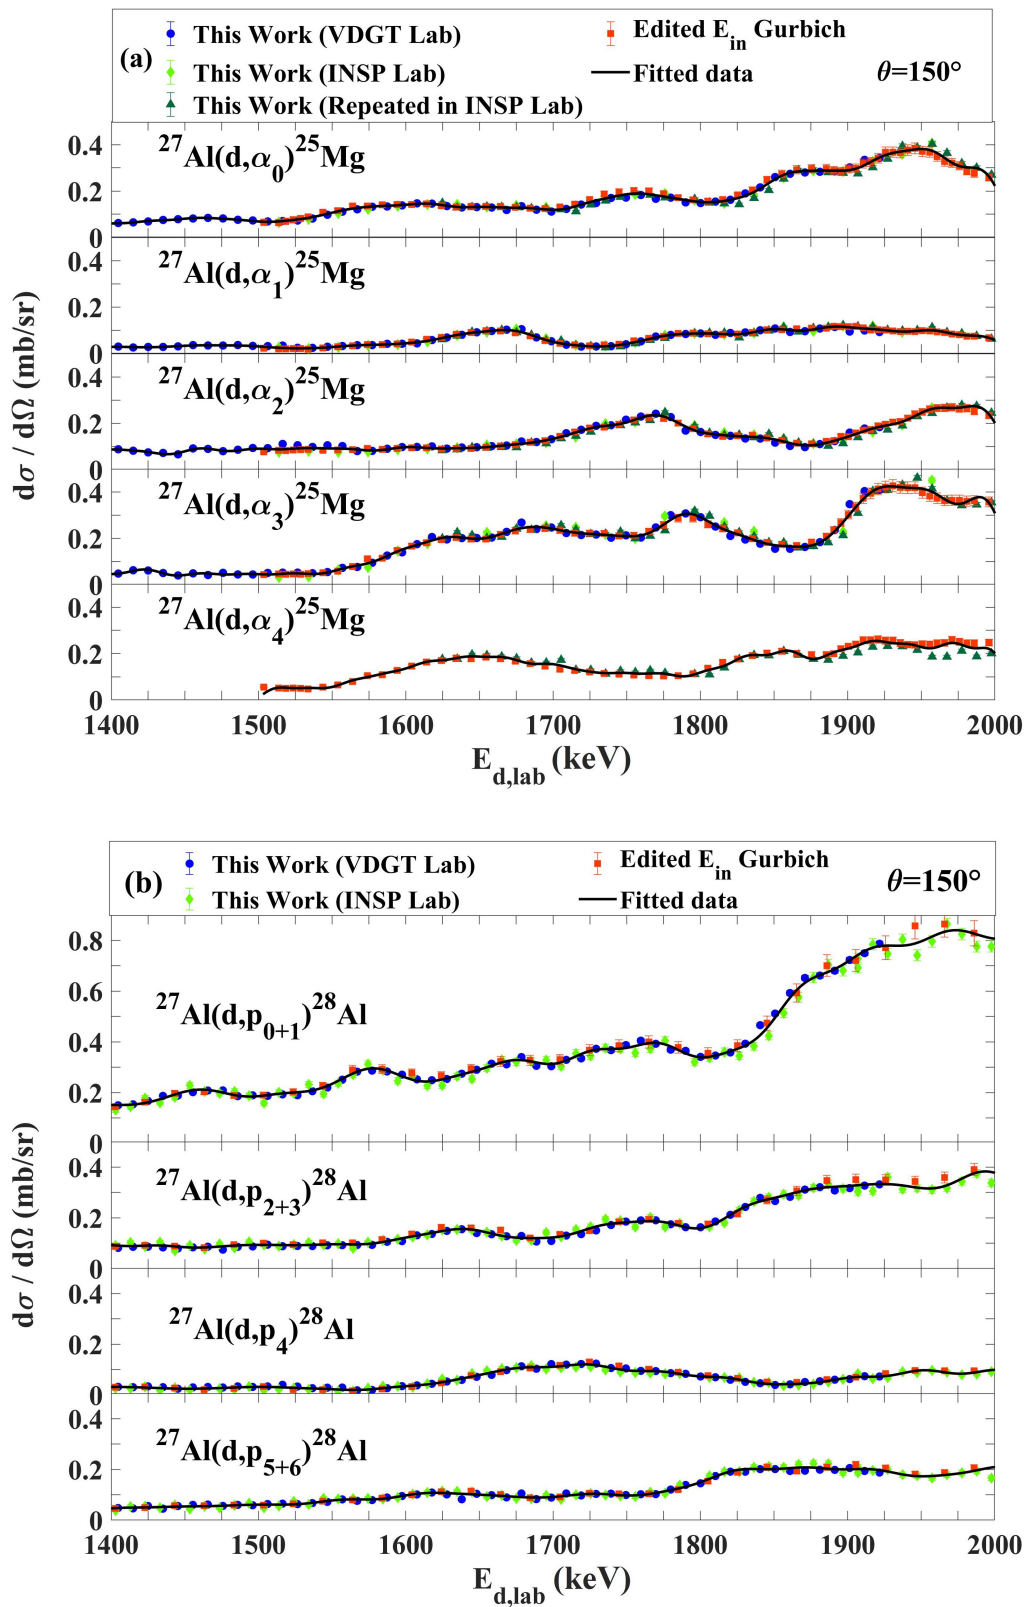 (a)
This Work (VDGT Lab)
Edited E_in Gurbich
This Work (INSP Lab)
Fitted data
θ=150°
This Work (Repeated in INSP Lab)
0.4
²⁷Al(d,α₀)²⁵Mg
0.2
0
0.4
²⁷Al(d,α₁)²⁵Mg
0.2
0
0.4
²⁷Al(d,α₂)²⁵Mg
0.2
0
0.4
²⁷Al(d,α₃)²⁵Mg
0.2
0
0.4
²⁷Al(d,α₄)²⁵Mg
0.2
0
dσ / dΩ (mb/sr)
1400 1500 1600 1700 1800 1900 2000
E_d,lab (keV)
(b)
This Work (VDGT Lab)
Edited E_in Gurbich
This Work (INSP Lab)
Fitted data
θ=150°
0.8
0.6
²⁷Al(d,p₀₊₁)²⁸Al
0.4
0.2
0
0.4
²⁷Al(d,p₂₊₃)²⁸Al
0.2
0
0.4
²⁷Al(d,p₄)²⁸Al
0.2
0
0.4
²⁷Al(d,p₅₊₆)²⁸Al
0.2
0
dσ / dΩ (mb/sr)
1400 1500 1600 1700 1800 1900 2000
E_d,lab (keV)